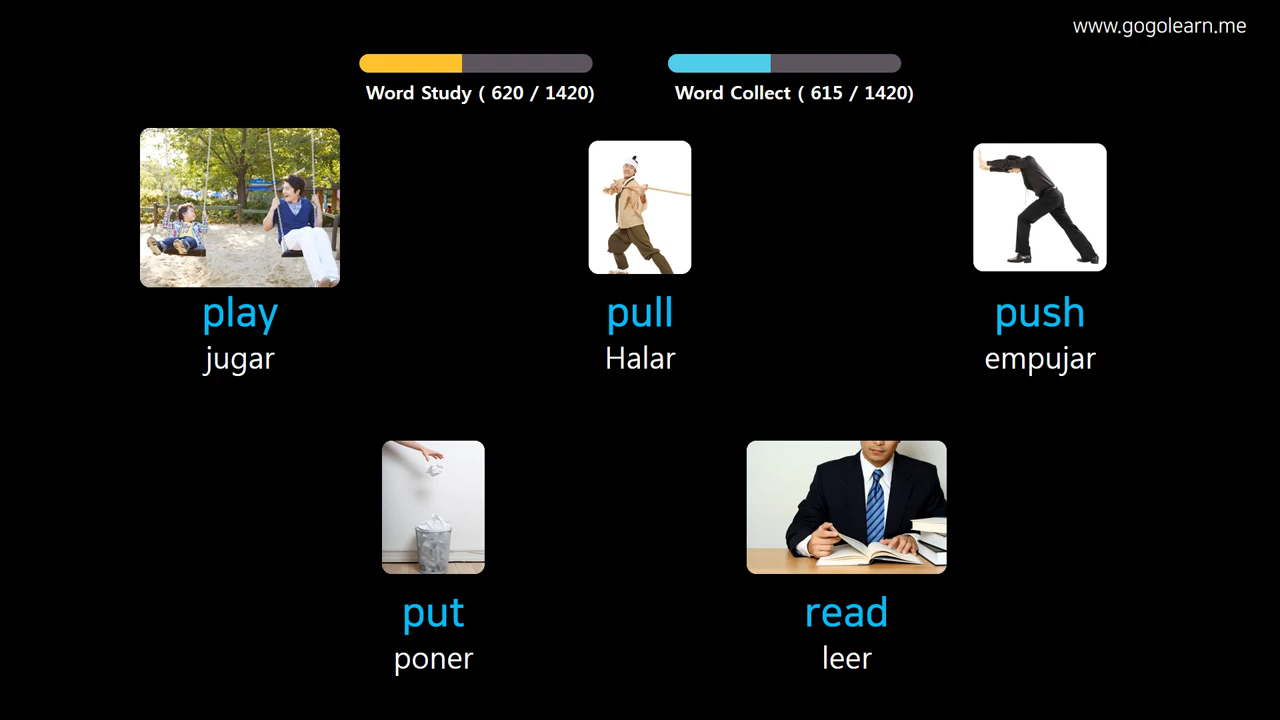 www.gogolearn.me
Word Study ( 620 / 1420)
Word Collect ( 615 / 1420)
play
jugar
pull
Halar
push
empujar
put
poner
read
leer